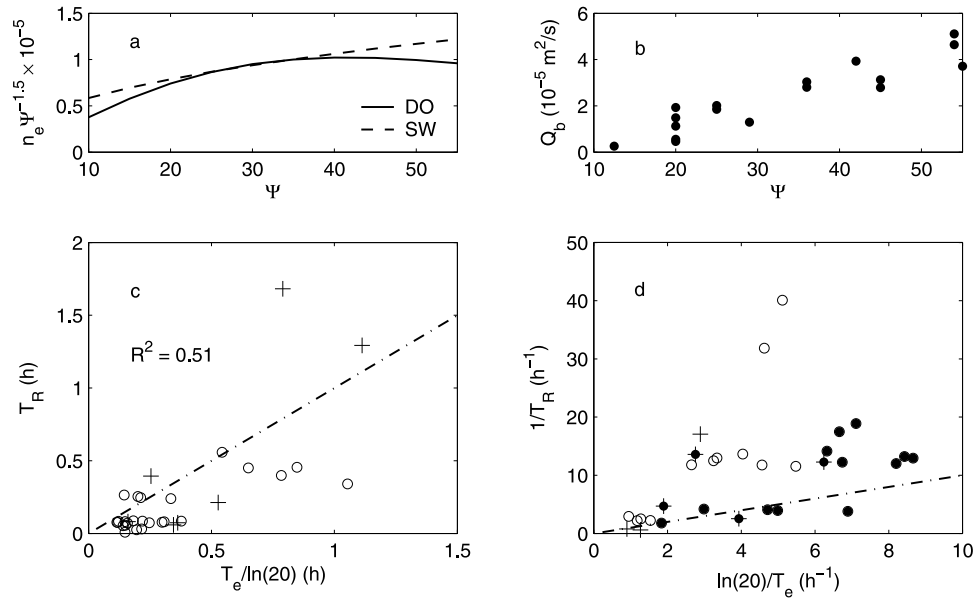 1.5
1
0.5
0
n_e Ψ^{-1.5} × 10^{-5}
a
DO
SW
10 20 30 40 50
Ψ
6
4
2
0
Q_b (10^{-5} m^2/s)
b
10 20 30 40 50
Ψ
2
1.5
1
0.5
0
T_R (h)
c
R^2 = 0.51
0 0.5 1 1.5
T_e/ln(20) (h)
50
40
30
20
10
0
1/T_R (h^{-1})
d
0 2 4 6 8 10
ln(20)/T_e (h^{-1})